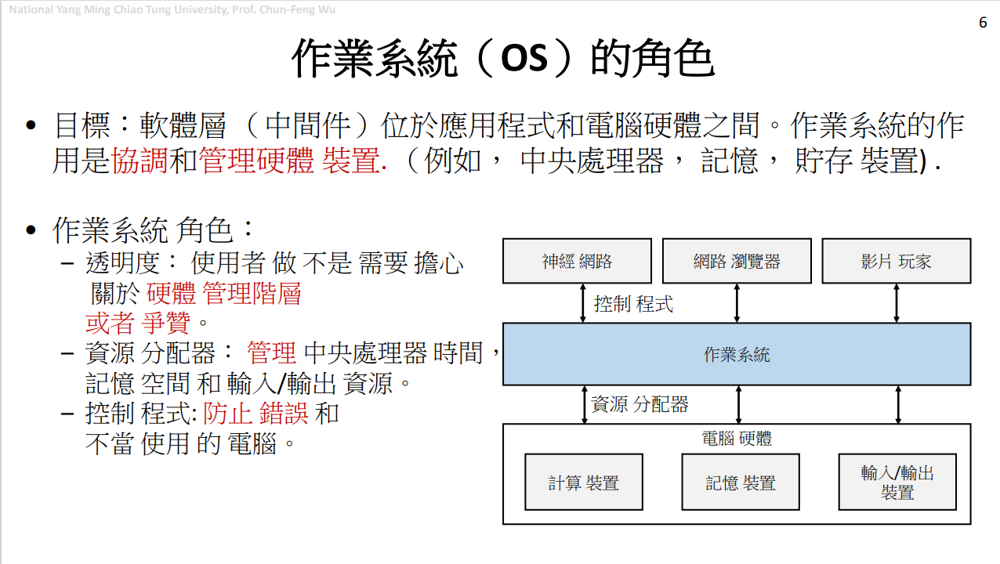 National Yang Ming Chiao Tung University, Prof. Chun-Feng Wu
6
作業系統（OS）的角色
• 目標：軟體層 （中間件）位於應用程式和電腦硬體之間。作業系統的作
用是協調和管理硬體 裝置. （例如， 中央處理器， 記憶， 貯存 裝置) .
• 作業系統 角色：
– 透明度： 使用者 做 不是 需要 擔心
關於 硬體 管理階層
或者 爭贊。
– 資源 分配器： 管理 中央處理器 時間，
記憶 空間 和 輸入/輸出 資源。
– 控制 程式: 防止 錯誤 和
不當 使用 的 電腦。
神經 網路
網路 瀏覽器
影片 玩家
控制 程式
作業系統
資源 分配器
電腦 硬體
計算 裝置
記憶 裝置
輸入/輸出
裝置